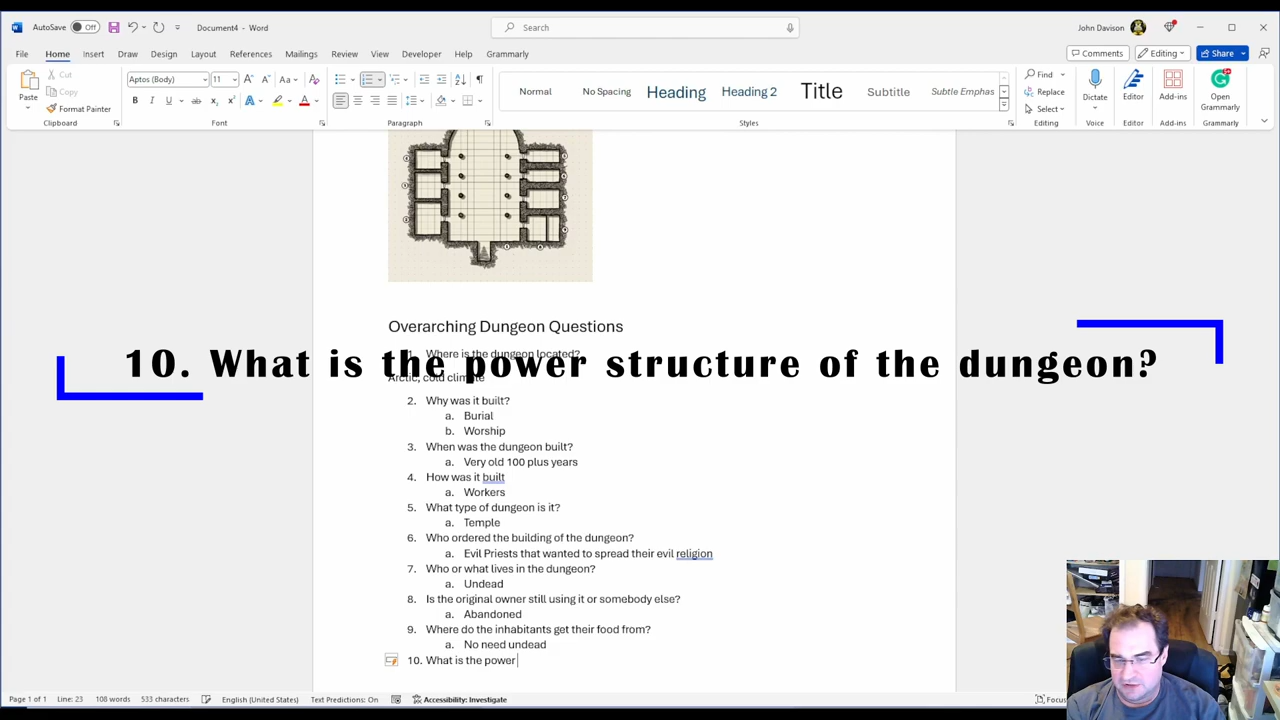 AutoSave Off Document4 - Word Search John Davison
File Home Insert Draw Design Layout References Mailings Review View Developer Help Grammarly Comments Editing Share
Paste Cut Copy Format Painter
Aptos (Body) 11
Normal No Spacing Heading Heading 2 Title Subtitle Subtle Emphas
Find Replace Select Dictate Editor Add-ins Open Grammarly
Clipboard Font Paragraph Styles Editing Voice Editor Add-ins Grammarly
Overarching Dungeon Questions
1. Where is the dungeon located?
10. What is the power structure of the dungeon?
Arctic, cold climate
2. Why was it built?
a. Burial
b. Worship
3. When was the dungeon built?
a. Very old 100 plus years
4. How was it built
a. Workers
5. What type of dungeon is it?
a. Temple
6. Who ordered the building of the dungeon?
a. Evil Priests that wanted to spread their evil religion
7. Who or what lives in the dungeon?
a. Undead
8. Is the original owner still using it or somebody else?
a. Abandoned
9. Where do the inhabitants get their food from?
a. No need undead
10. What is the power
Page 1 of 1 Line: 23 108 words 533 characters English (United States) Text Predictions: On Accessibility: Investigate Focus